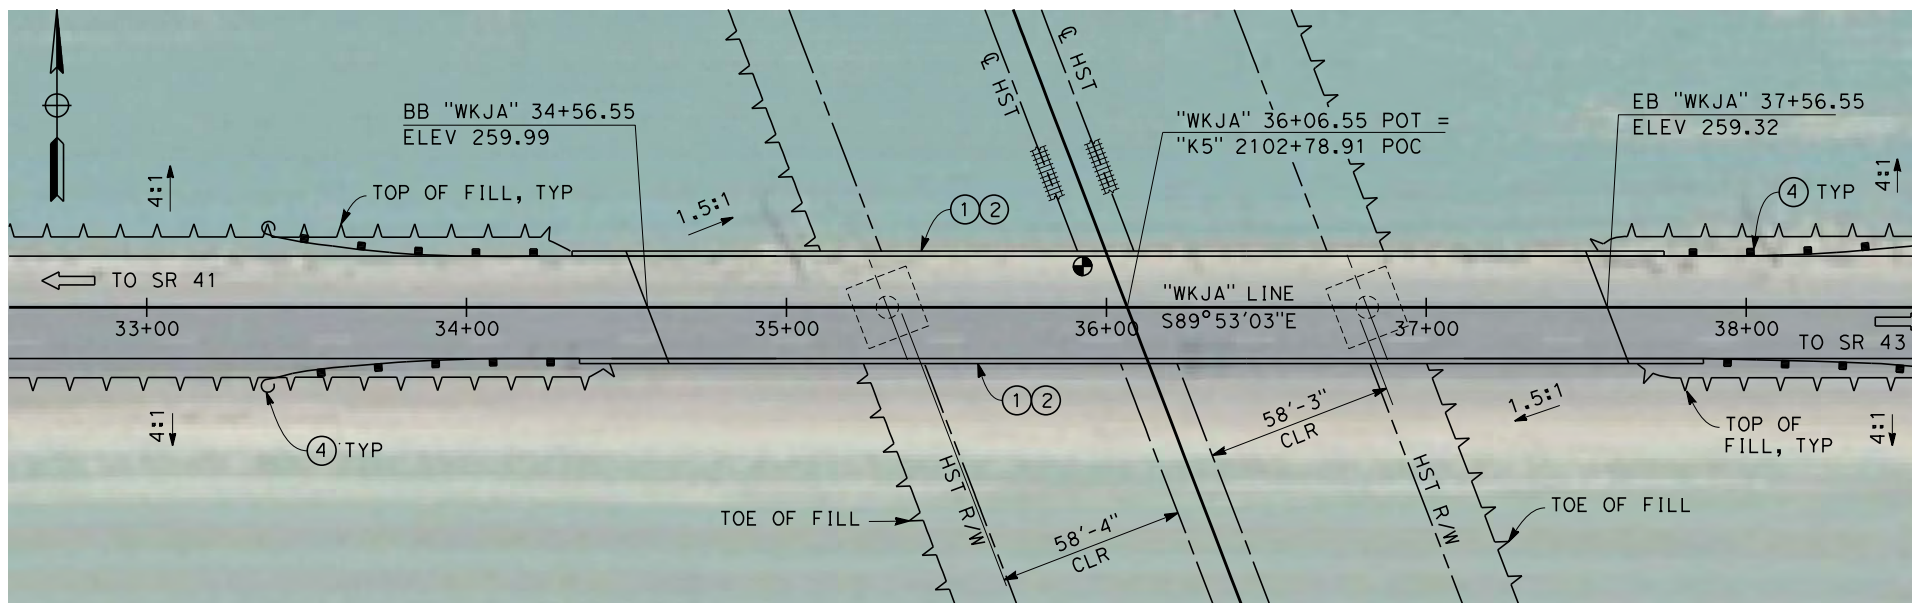 ℄ HST
℄ HST
BB "WKJA" 34+56.55
ELEV 259.99
"WKJA" 36+06.55 POT =
"K5" 2102+78.91 POC
EB "WKJA" 37+56.55
ELEV 259.32
4:1
TOP OF FILL, TYP
1.5:1
1 2
4 TYP
4:1
TO SR 41
"WKJA" LINE
S89°53'03"E
33+00
34+00
35+00
36+00
37+00
38+00
TO SR 43
4:1
4 TYP
1 2
58'-3"
CLR
1.5:1
TOP OF
FILL, TYP
4:1
HST R/W
HST R/W
TOE OF FILL
58'-4"
CLR
TOE OF FILL